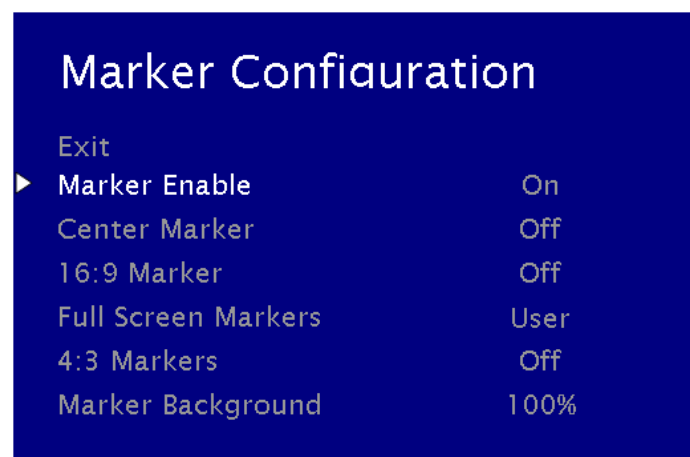 Marker Configuration
Exit
Marker Enable On
Center Marker Off
16:9 Marker Off
Full Screen Markers User
4:3 Markers Off
Marker Background 100%